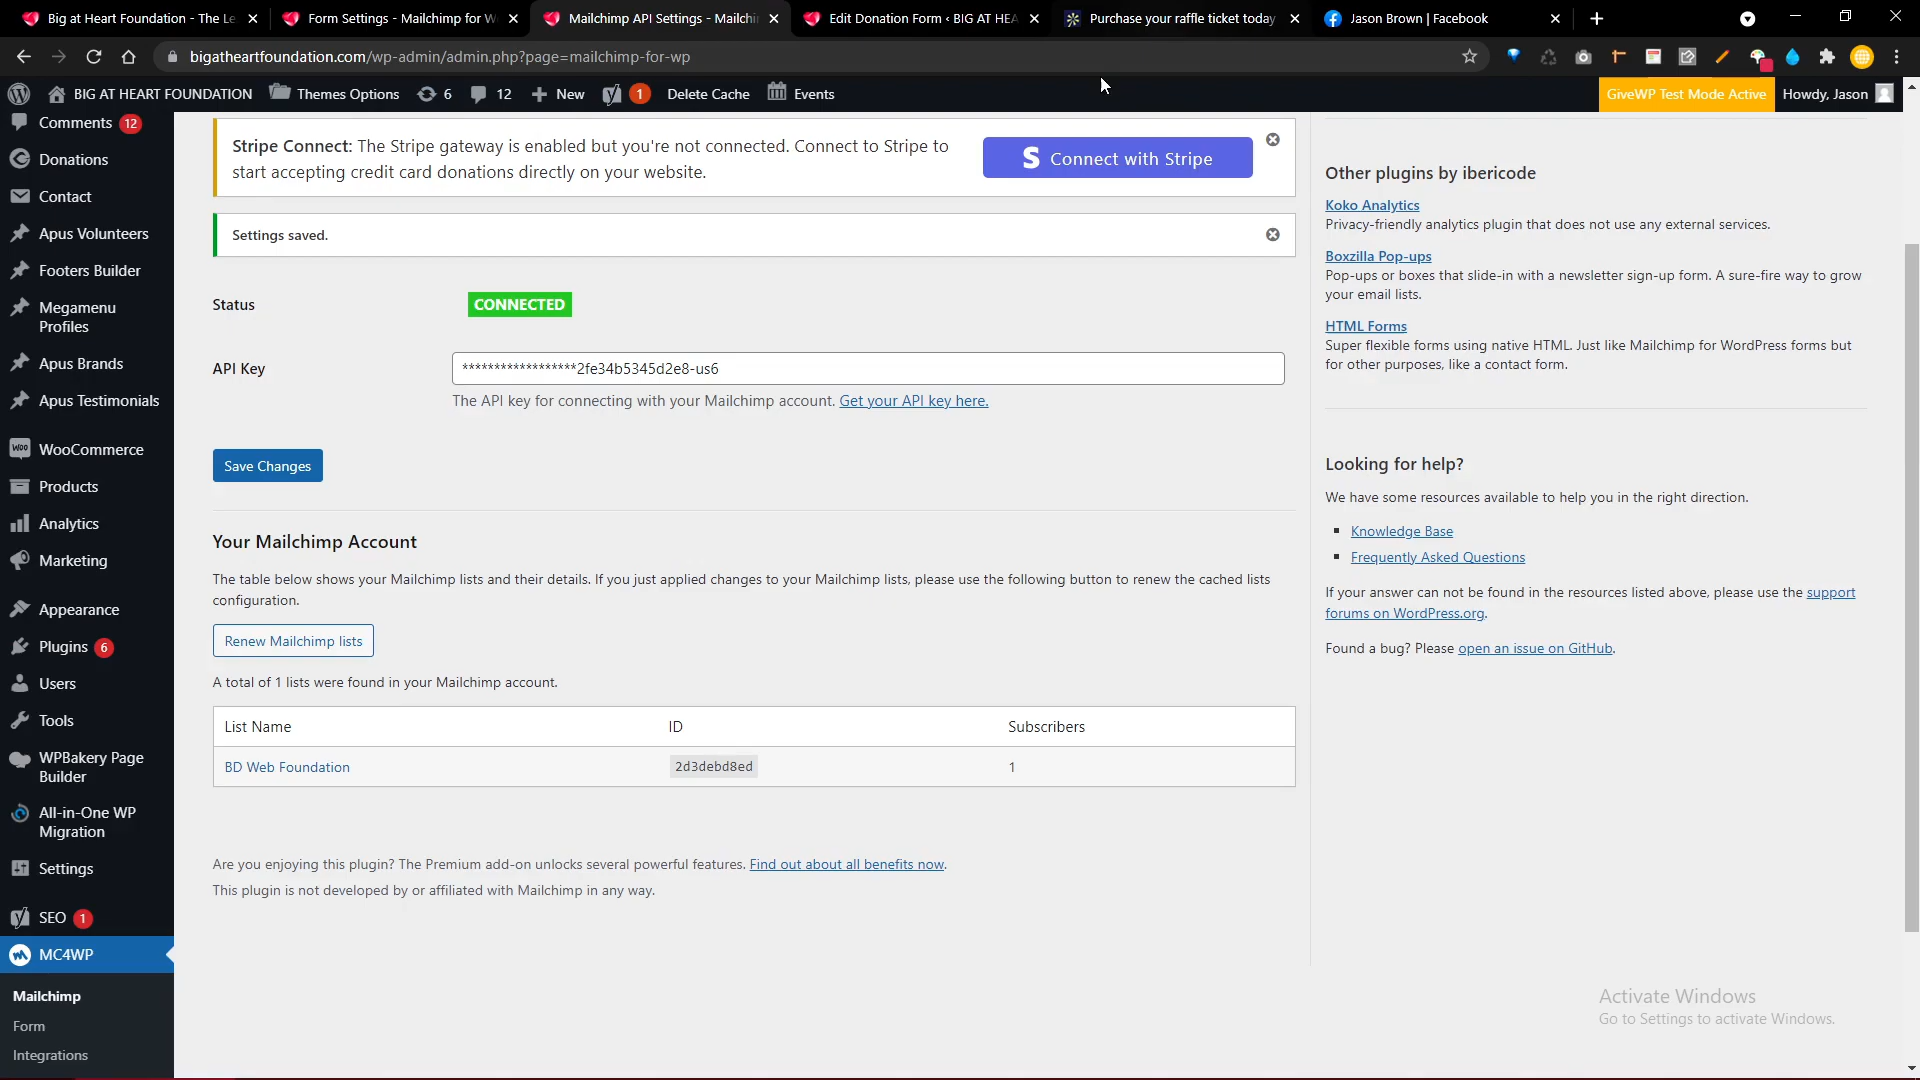 Big at Heart Foundation - The Le
Form Settings - Mailchimp for W
Mailchimp API Settings - Mailchi
Edit Donation Form ‹ BIG AT HEA
Purchase your raffle ticket today
Jason Brown | Facebook
bigatheartfoundation.com/wp-admin/admin.php?page=mailchimp-for-wp
BIG AT HEART FOUNDATION
Themes Options
6
12
New
1
Delete Cache
Events
GiveWP Test Mode Active
Howdy, Jason
Comments 12
Donations
Contact
Apus Volunteers
Footers Builder
Megamenu
Profiles
Apus Brands
Apus Testimonials
WooCommerce
Products
Analytics
Marketing
Appearance
Plugins 6
Users
Tools
WPBakery Page
Builder
All-in-One WP
Migration
Settings
SEO 1
MC4WP
Mailchimp
Form
Integrations
Stripe Connect: The Stripe gateway is enabled but you're not connected. Connect to Stripe to
start accepting credit card donations directly on your website.
S Connect with Stripe
Settings saved.
Status
CONNECTED
API Key
******************2fe34b5345d2e8-us6
The API key for connecting with your Mailchimp account. Get your API key here.
Save Changes
Your Mailchimp Account
The table below shows your Mailchimp lists and their details. If you just applied changes to your Mailchimp lists, please use the following button to renew the cached lists
configuration.
Renew Mailchimp lists
A total of 1 lists were found in your Mailchimp account.
List Name ID Subscribers
BD Web Foundation 2d3debd8ed 1
Are you enjoying this plugin? The Premium add-on unlocks several powerful features. Find out about all benefits now.
This plugin is not developed by or affiliated with Mailchimp in any way.
Other plugins by ibericode
Koko Analytics
Privacy-friendly analytics plugin that does not use any external services.
Boxzilla Pop-ups
Pop-ups or boxes that slide-in with a newsletter sign-up form. A sure-fire way to grow
your email lists.
HTML Forms
Super flexible forms using native HTML. Just like Mailchimp for WordPress forms but
for other purposes, like a contact form.
Looking for help?
We have some resources available to help you in the right direction.
Knowledge Base
Frequently Asked Questions
If your answer can not be found in the resources listed above, please use the support
forums on WordPress.org.
Found a bug? Please open an issue on GitHub.
Activate Windows
Go to Settings to activate Windows.